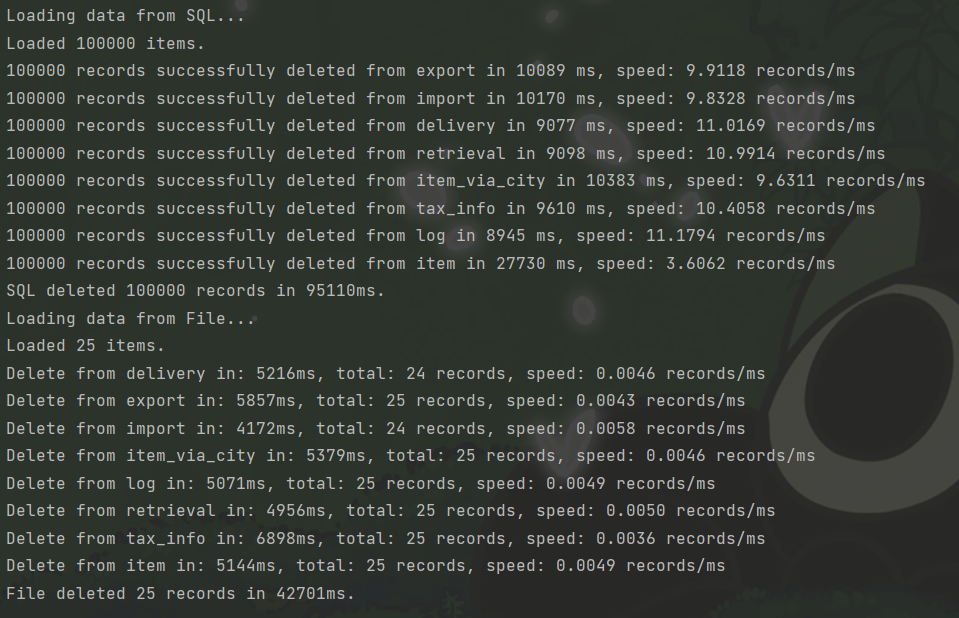 Loading data from SQL...
Loaded 100000 items.
100000 records successfully deleted from export in 10089 ms, speed: 9.9118 records/ms
100000 records successfully deleted from import in 10170 ms, speed: 9.8328 records/ms
100000 records successfully deleted from delivery in 9077 ms, speed: 11.0169 records/ms
100000 records successfully deleted from retrieval in 9098 ms, speed: 10.9914 records/ms
100000 records successfully deleted from item_via_city in 10383 ms, speed: 9.6311 records/ms
100000 records successfully deleted from tax_info in 9610 ms, speed: 10.4058 records/ms
100000 records successfully deleted from log in 8945 ms, speed: 11.1794 records/ms
100000 records successfully deleted from item in 27730 ms, speed: 3.6062 records/ms
SQL deleted 100000 records in 95110ms.
Loading data from File...
Loaded 25 items.
Delete from delivery in: 5216ms, total: 24 records, speed: 0.0046 records/ms
Delete from export in: 5857ms, total: 25 records, speed: 0.0043 records/ms
Delete from import in: 4172ms, total: 24 records, speed: 0.0058 records/ms
Delete from item_via_city in: 5379ms, total: 25 records, speed: 0.0046 records/ms
Delete from log in: 5071ms, total: 25 records, speed: 0.0049 records/ms
Delete from retrieval in: 4956ms, total: 25 records, speed: 0.0050 records/ms
Delete from tax_info in: 6898ms, total: 25 records, speed: 0.0036 records/ms
Delete from item in: 5144ms, total: 25 records, speed: 0.0049 records/ms
File deleted 25 records in 42701ms.